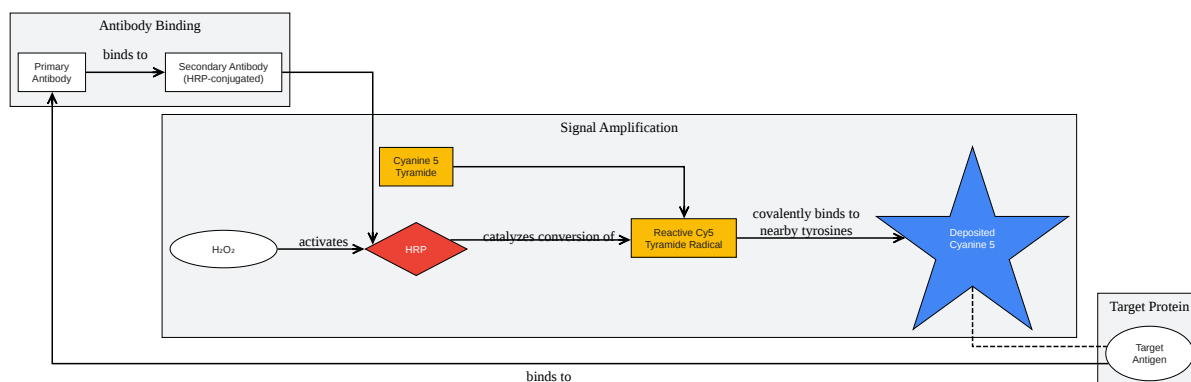 Antibody Binding
binds to
Primary
Antibody
Secondary Antibody
(HRP-conjugated)
Signal Amplification
Cyanine 5
Tyramide
H₂O₂
activates
HRP
catalyzes conversion of
Reactive Cy5
Tyramide Radical
covalently binds to
nearby tyrosines
Deposited
Cyanine 5
Target Protein
Target
Antigen
binds to